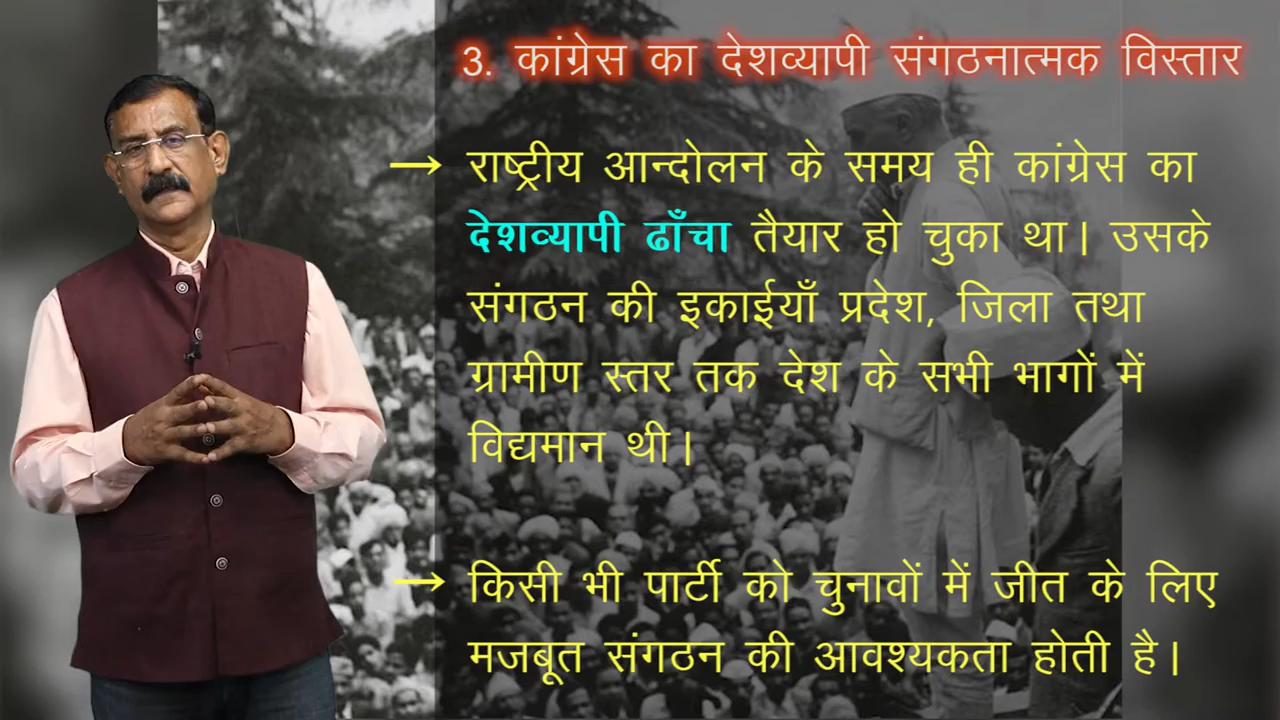 3. कांग्रेस का देशव्यापी संगठनात्मक विस्तार
→ राष्ट्रीय आन्दोलन के समय ही कांग्रेस का
देशव्यापी ढाँचा तैयार हो चुका था। उसके
संगठन की इकाईयाँ प्रदेश, जिला तथा
ग्रामीण स्तर तक देश के सभी भागों में
विद्यमान थी।
→ किसी भी पार्टी को चुनावों में जीत के लिए
मजबूत संगठन की आवश्यकता होती है।